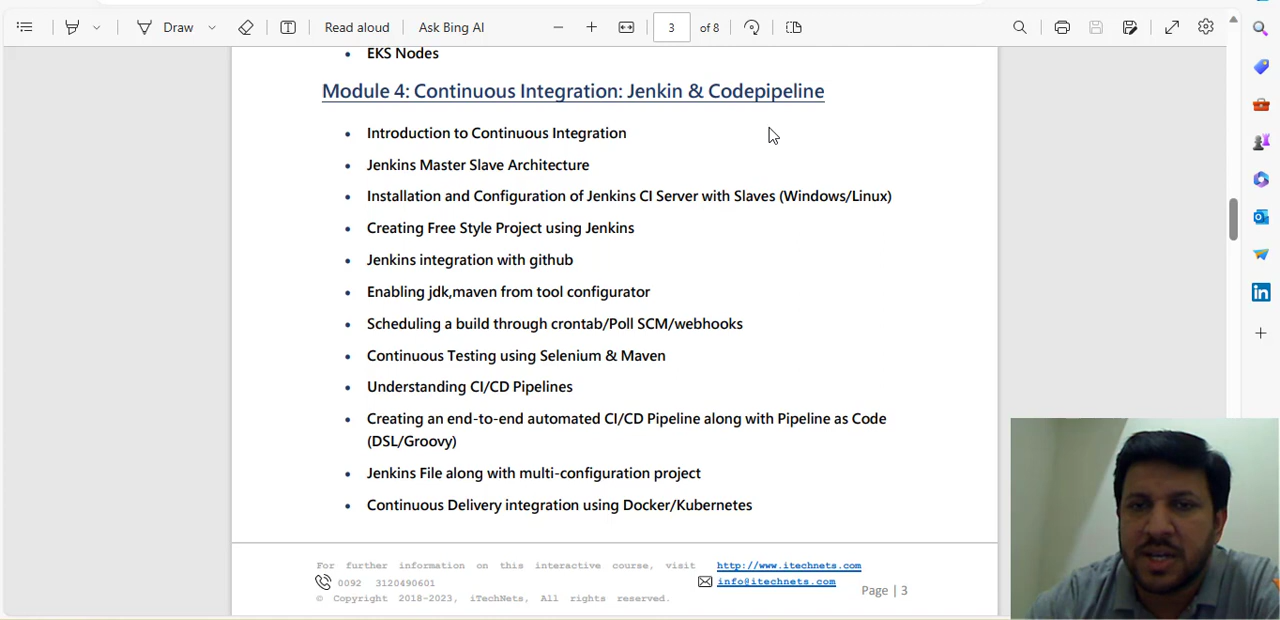 Draw
Read aloud
Ask Bing AI
3 of 8
EKS Nodes
Module 4: Continuous Integration: Jenkin & Codepipeline
Introduction to Continuous Integration
Jenkins Master Slave Architecture
Installation and Configuration of Jenkins CI Server with Slaves (Windows/Linux)
Creating Free Style Project using Jenkins
Jenkins integration with github
Enabling jdk,maven from tool configurator
Scheduling a build through crontab/Poll SCM/webhooks
Continuous Testing using Selenium & Maven
Understanding CI/CD Pipelines
Creating an end-to-end automated CI/CD Pipeline along with Pipeline as Code
(DSL/Groovy)
Jenkins File along with multi-configuration project
Continuous Delivery integration using Docker/Kubernetes
For further information on this interactive course, visit http://www.itechnets.com
0092 3120490601 info@itechnets.com
Page | 3
© Copyright 2018-2023, iTechNets, All rights reserved.